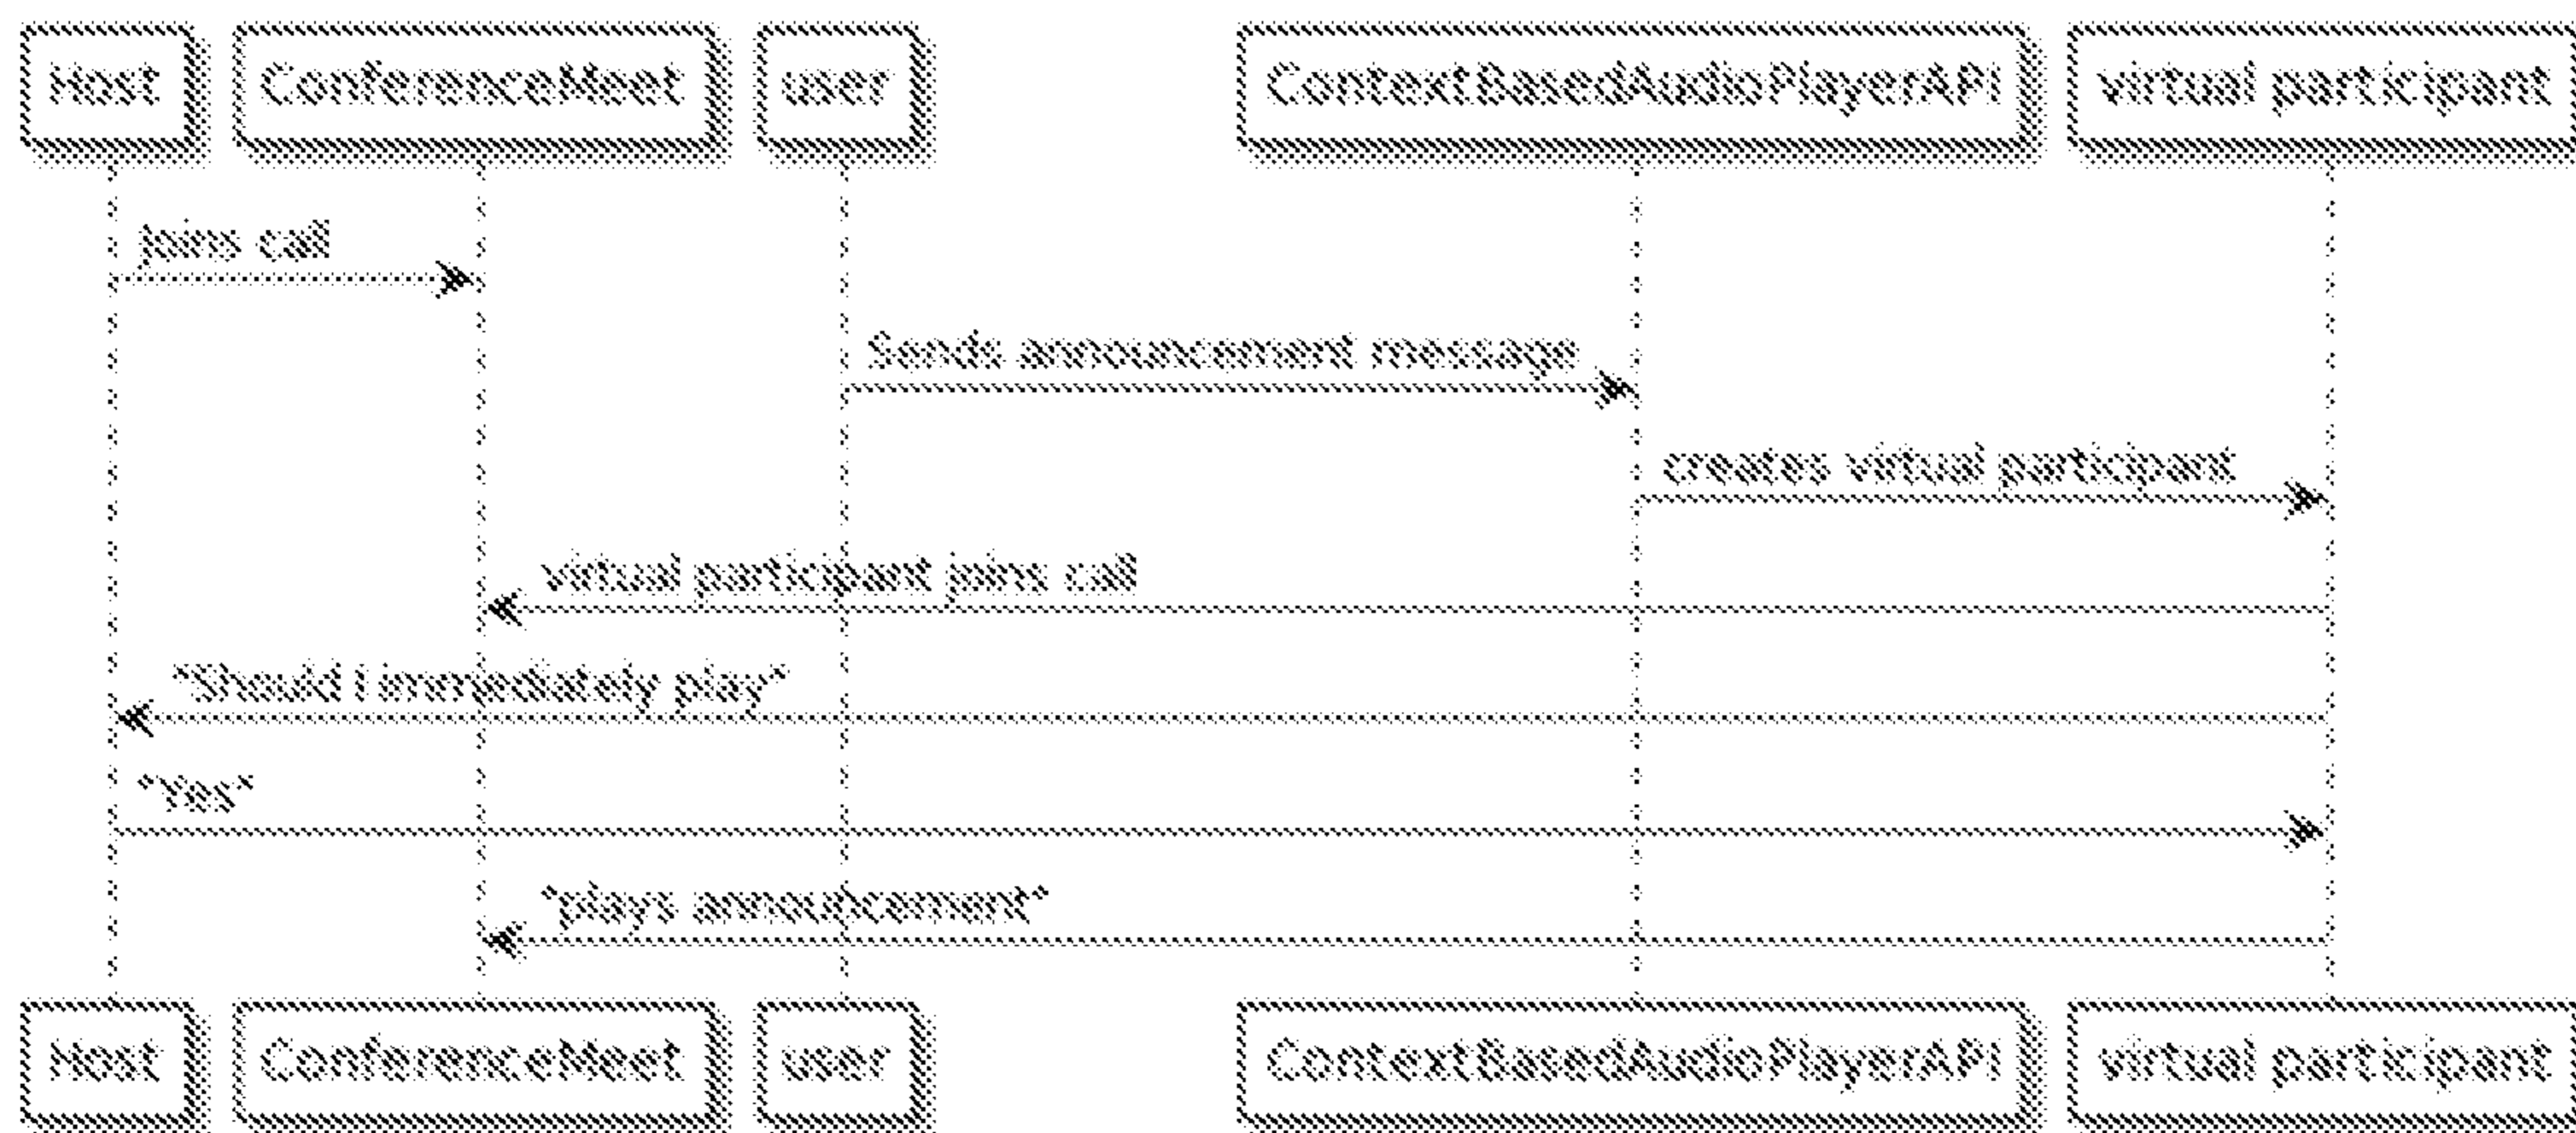 Host ConferenceMeet user ContextBasedAudioPlayerAPI virtual participant
joins call
Sends announcement message
creates virtual participant
virtual participant joins call
"Should I immediately play"
"Yes"
"plays announcement"
Host ConferenceMeet user ContextBasedAudioPlayerAPI virtual participant